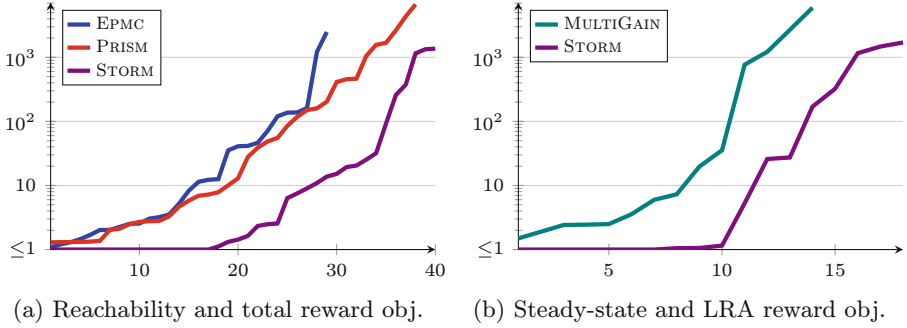 EPMC
PRISM
STORM
10³
10²
10
≤1
10
20
30
40
(a) Reachability and total reward obj.
MULTIGAIN
STORM
10³
10²
10
≤1
5
10
15
(b) Steady-state and LRA reward obj.